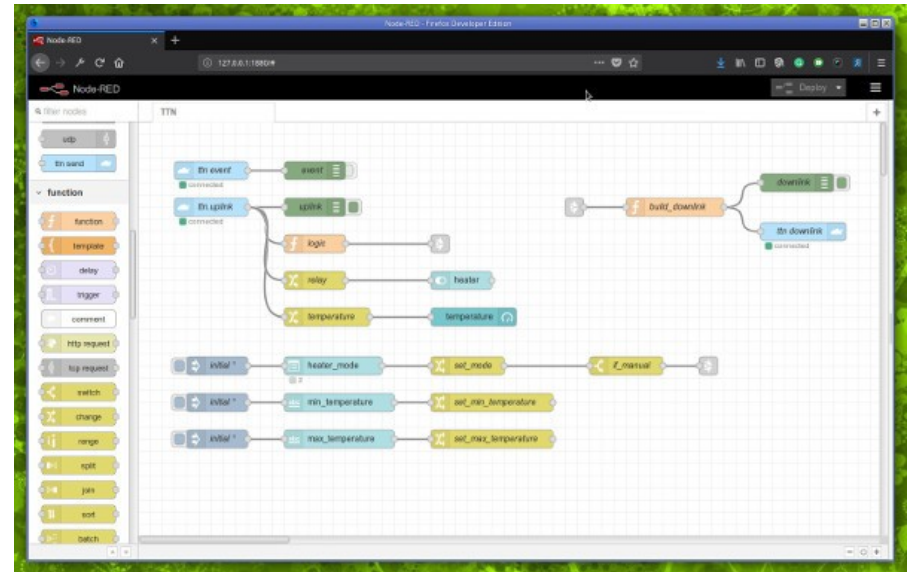 Node-RED - Firefox Developer Edition
Node-RED
127.0.0.1:1880/#
Node-RED
Deploy
filter nodes
TTN
udp
ttn send
function
function
template
delay
trigger
comment
http request
tcp request
switch
change
range
split
join
sort
batch
ttn event
connected
event
ttn uplink
connected
uplink
logic
relay
heater
temperature
temperature
build_downlink
downlink
ttn downlink
connected
initial
heater_mode
set_mode
if_manual
initial
min_temperature
set_min_temperature
initial
max_temperature
set_max_temperature